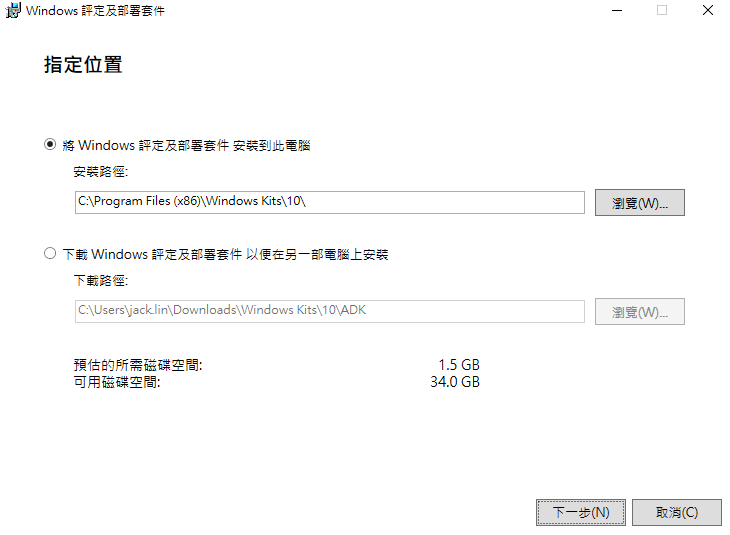 Windows 評定及部署套件
指定位置
將 Windows 評定及部署套件 安裝到此電腦
安裝路徑:
C:\Program Files (x86)\Windows Kits\10\
瀏覽(W)...
下載 Windows 評定及部署套件 以便在另一部電腦上安裝
下載路徑:
C:\Users\jack.lin\Downloads\Windows Kits\10\ADK
瀏覽(W)...
預估的所需磁碟空間: 1.5 GB
可用磁碟空間: 34.0 GB
下一步(N) 取消(C)